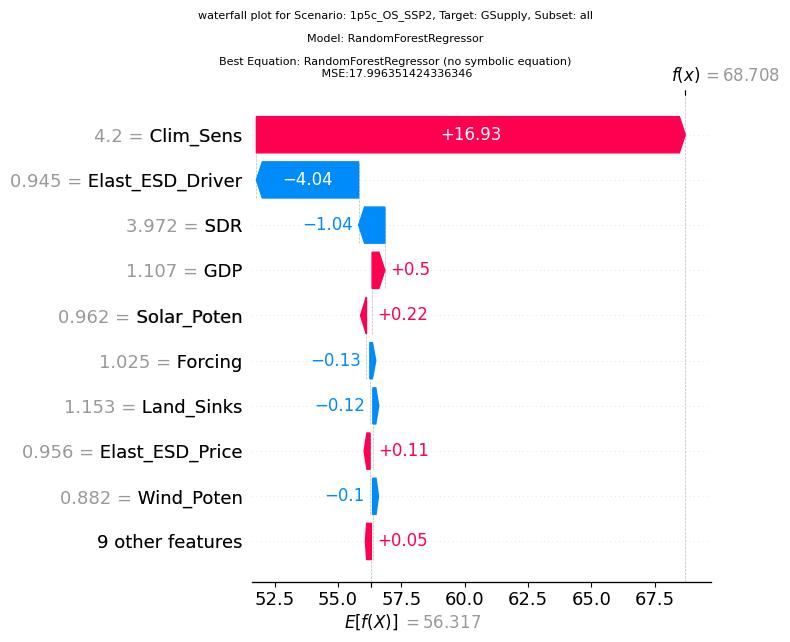 waterfall plot for Scenario: 1p5c_OS_SSP2, Target: GSupply, Subset: all
Model: RandomForestRegressor
Best Equation: RandomForestRegressor (no symbolic equation)
MSE:17.996351424336346
f(x) = 68.708
4.2 = Clim_Sens +16.93
0.945 = Elast_ESD_Driver −4.04
3.972 = SDR −1.04
1.107 = GDP +0.5
0.962 = Solar_Poten +0.22
1.025 = Forcing −0.13
1.153 = Land_Sinks −0.12
0.956 = Elast_ESD_Price +0.11
0.882 = Wind_Poten −0.1
9 other features +0.05
52.5 55.0 57.5 60.0 62.5 65.0 67.5
E[f(X)] = 56.317